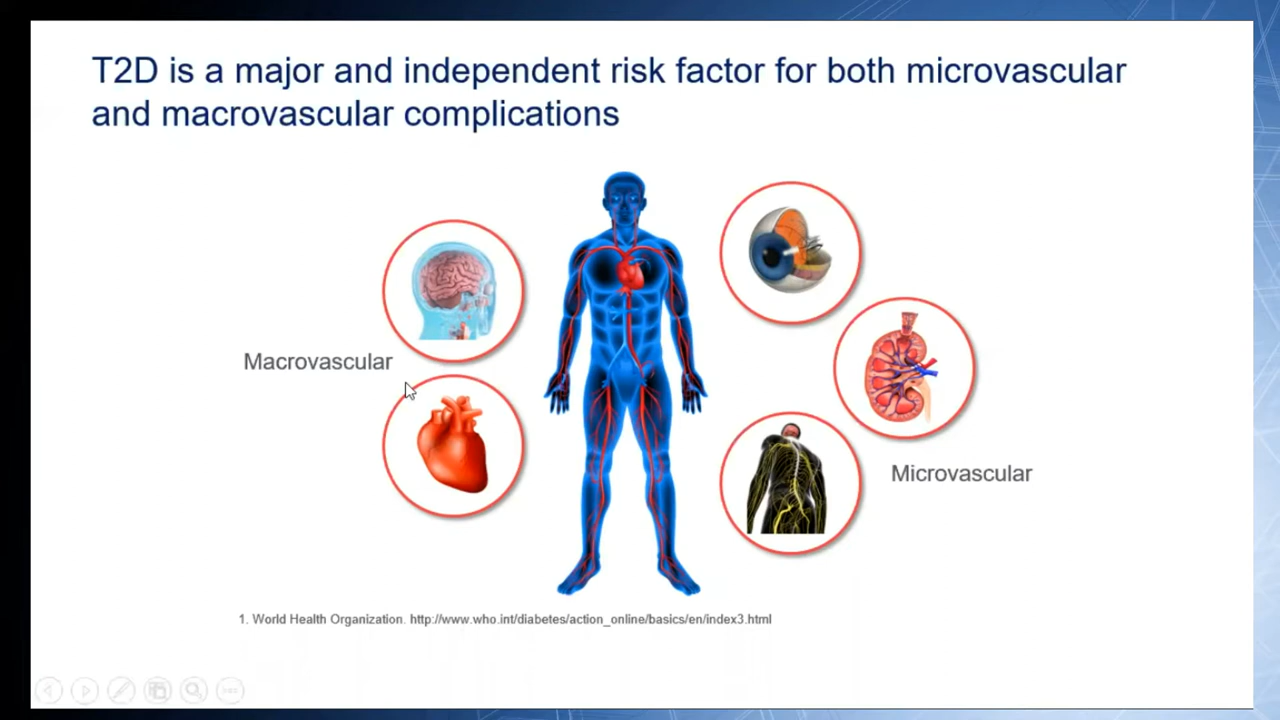 T2D is a major and independent risk factor for both microvascular
and macrovascular complications
Macrovascular
Microvascular
1. World Health Organization. http://www.who.int/diabetes/action_online/basics/en/index3.html